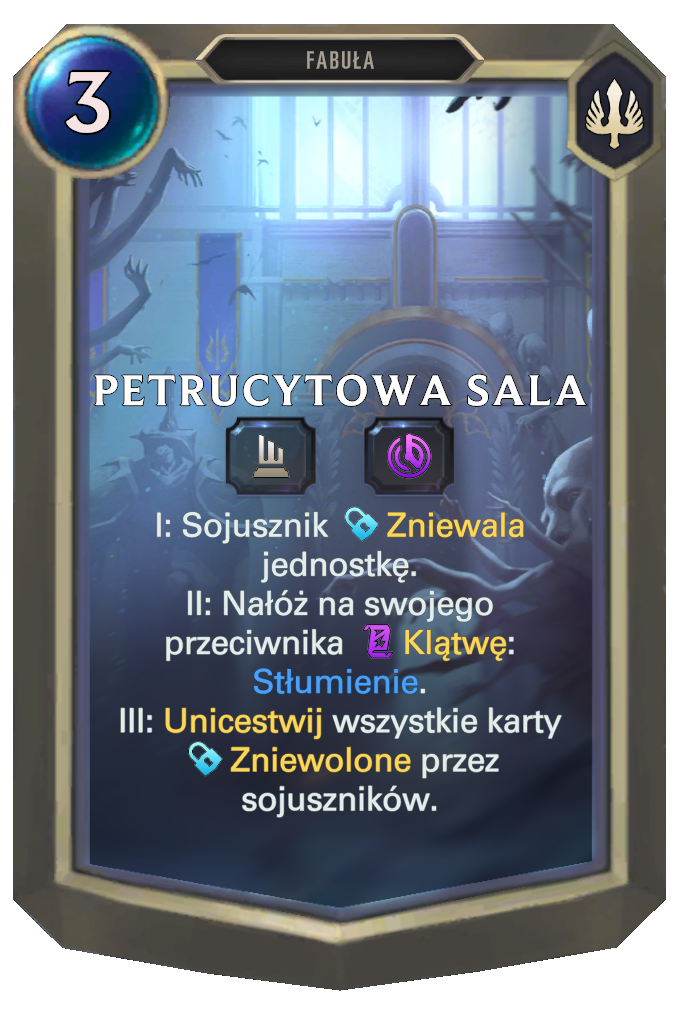 3
FABUŁA
PETRUCYTOWA SALA
I: Sojusznik Zniewala
jednostkę.
II: Nałóż na swojego
przeciwnika Klątwę:
Stłumienie.
III: Unicestwij wszystkie karty
Zniewolone przez
sojuszników.